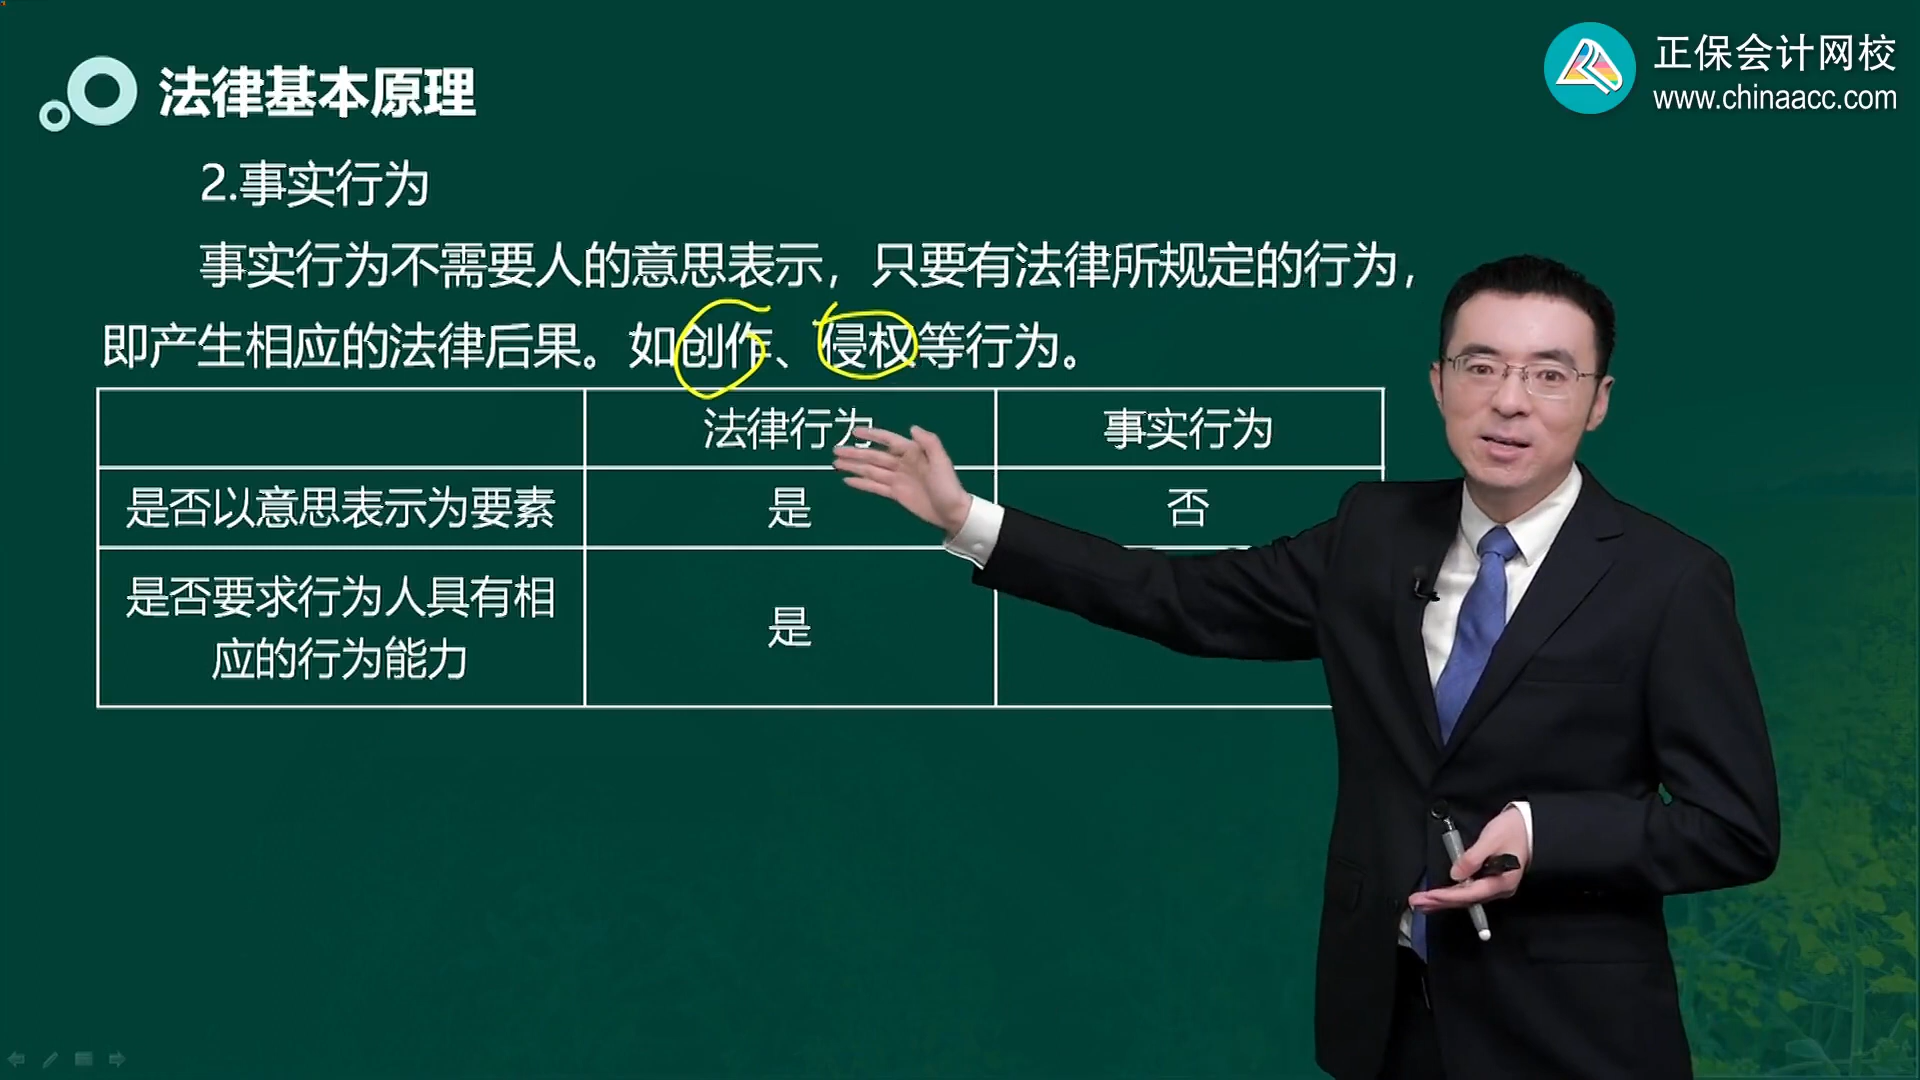 正保会计网校
www.chinaacc.com
法律基本原理
2.事实行为
事实行为不需要人的意思表示，只要有法律所规定的行为，
即产生相应的法律后果。如创作、侵权等行为。
法律行为
事实行为
是否以意思表示为要素
是
否
是否要求行为人具有相
应的行为能力
是